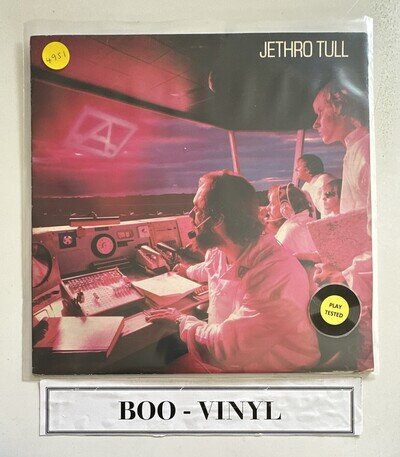 JETHRO TULL
A
PLAY
TESTED
BOO - VINYL